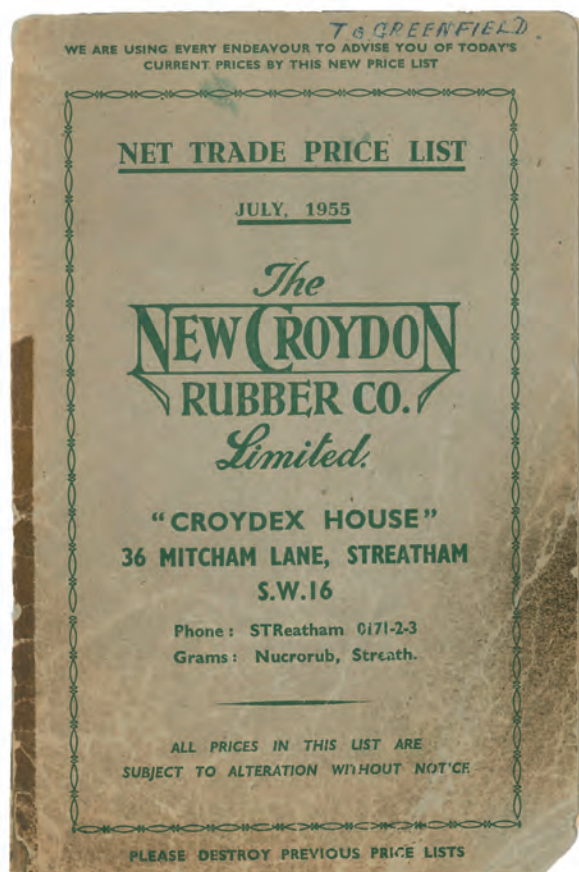 To GREENFIELD.
WE ARE USING EVERY ENDEAVOUR TO ADVISE YOU OF TODAY'S
CURRENT PRICES BY THIS NEW PRICE LIST
NET TRADE PRICE LIST
JULY, 1955
The
NEW CROYDON
RUBBER CO.
Limited.
"CROYDEX HOUSE"
36 MITCHAM LANE, STREATHAM
S.W.16
Phone : STReatham 0171-2-3
Grams : Nucrorub, Streath.
ALL PRICES IN THIS LIST ARE
SUBJECT TO ALTERATION WITHOUT NOTICE
PLEASE DESTROY PREVIOUS PRICE LISTS